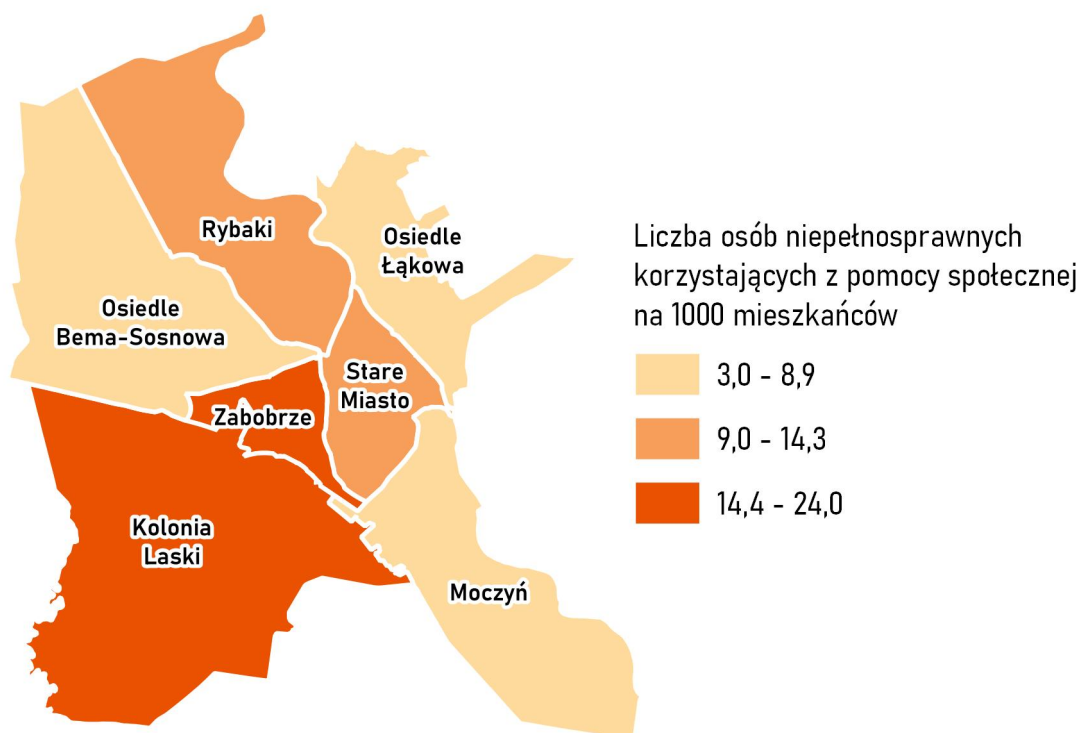 Rybaki
Osiedle
Łąkowa
Osiedle
Bema-Sosnowa
Stare
Miasto
Zabobrze
Kolonia
Laski
Moczyń
Liczba osób niepełnosprawnych
korzystających z pomocy społecznej
na 1000 mieszkańców
3,0 - 8,9
9,0 - 14,3
14,4 - 24,0